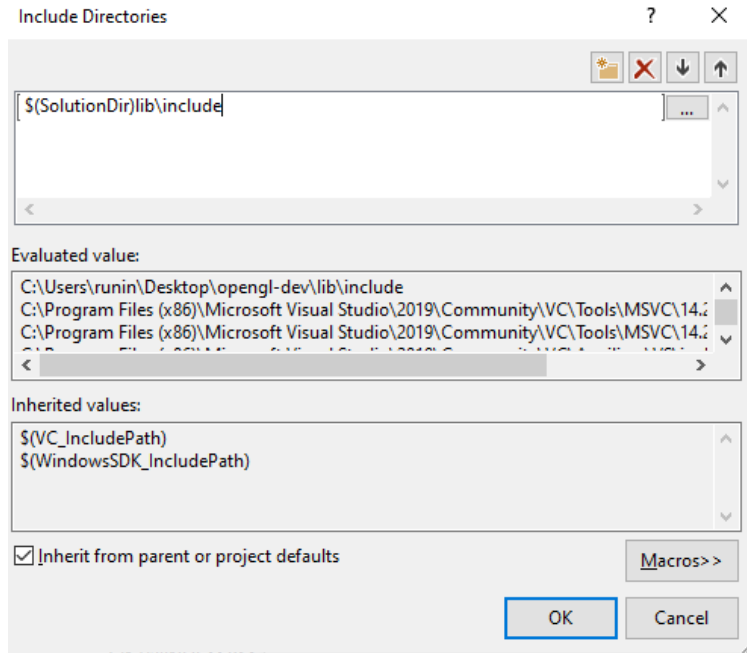 Include Directories
?
$(SolutionDir)lib\include
...
Evaluated value:
C:\Users\runin\Desktop\opengl-dev\lib\include
C:\Program Files (x86)\Microsoft Visual Studio\2019\Community\VC\Tools\MSVC\14.2
C:\Program Files (x86)\Microsoft Visual Studio\2019\Community\VC\Tools\MSVC\14.2
Inherited values:
$(VC_IncludePath)
$(WindowsSDK_IncludePath)
Inherit from parent or project defaults
Macros>>
OK
Cancel